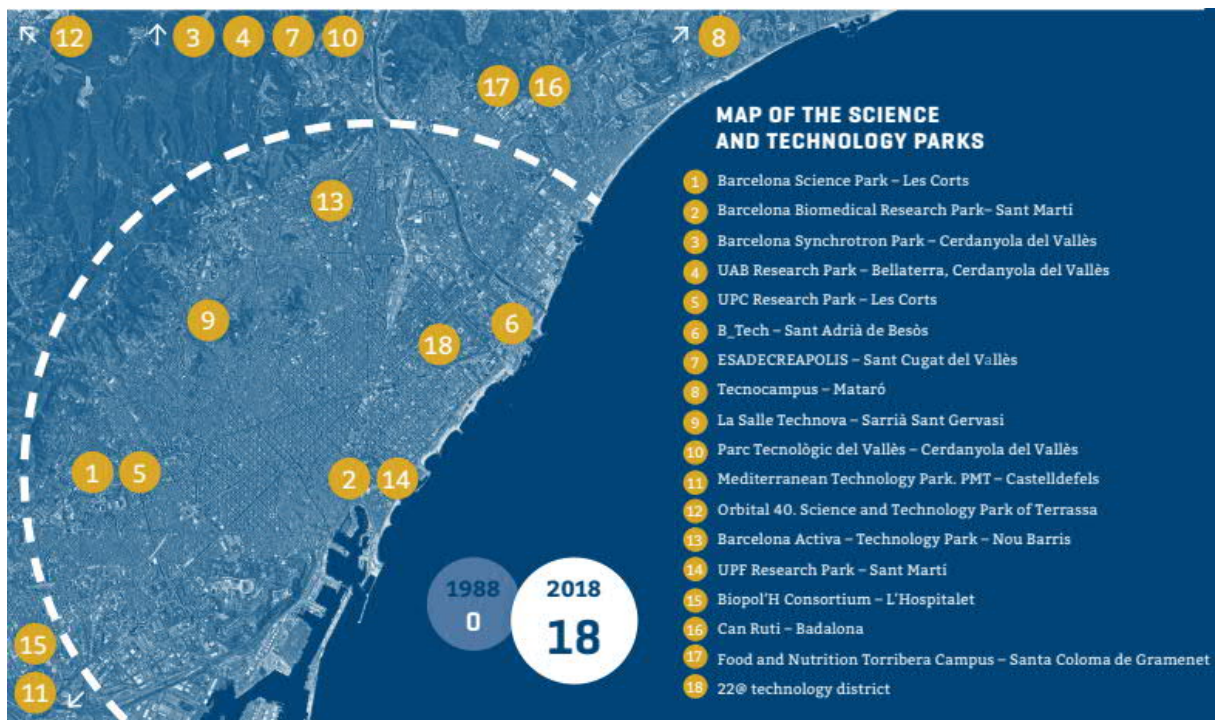 12
3 4 7 10
8
17 16
13
9
18
6
1 5
2 14
15
11
1988
0
2018
18
MAP OF THE SCIENCE
AND TECHNOLOGY PARKS
1 Barcelona Science Park – Les Corts
2 Barcelona Biomedical Research Park– Sant Martí
3 Barcelona Synchrotron Park – Cerdanyola del Vallès
4 UAB Research Park – Bellaterra, Cerdanyola del Vallès
5 UPC Research Park – Les Corts
6 B_Tech – Sant Adrià de Besòs
7 ESADECREAPOLIS – Sant Cugat del Vallès
8 Tecnocampus – Mataró
9 La Salle Technova – Sarrià Sant Gervasi
10 Parc Tecnològic del Vallès – Cerdanyola del Vallès
11 Mediterranean Technology Park. PMT – Castelldefels
12 Orbital 40. Science and Technology Park of Terrassa
13 Barcelona Activa – Technology Park – Nou Barris
14 UPF Research Park – Sant Martí
15 Biopol'H Consortium – L'Hospitalet
16 Can Ruti – Badalona
17 Food and Nutrition Torribera Campus – Santa Coloma de Gramenet
18 22@ technology district